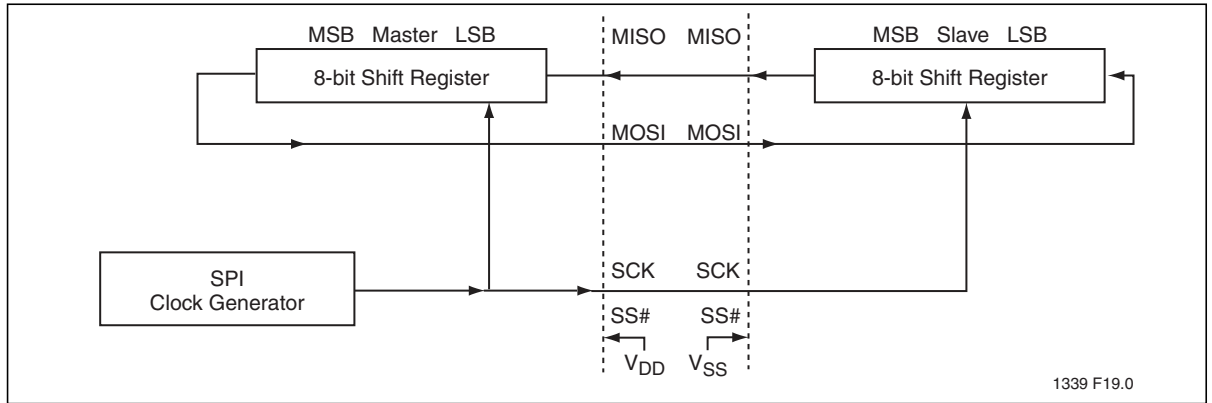 MSB Master LSB
MISO MISO
MSB Slave LSB
8-bit Shift Register
8-bit Shift Register
MOSI MOSI
SPI
Clock Generator
SCK SCK
SS# SS#
VDD VSS
1339 F19.0